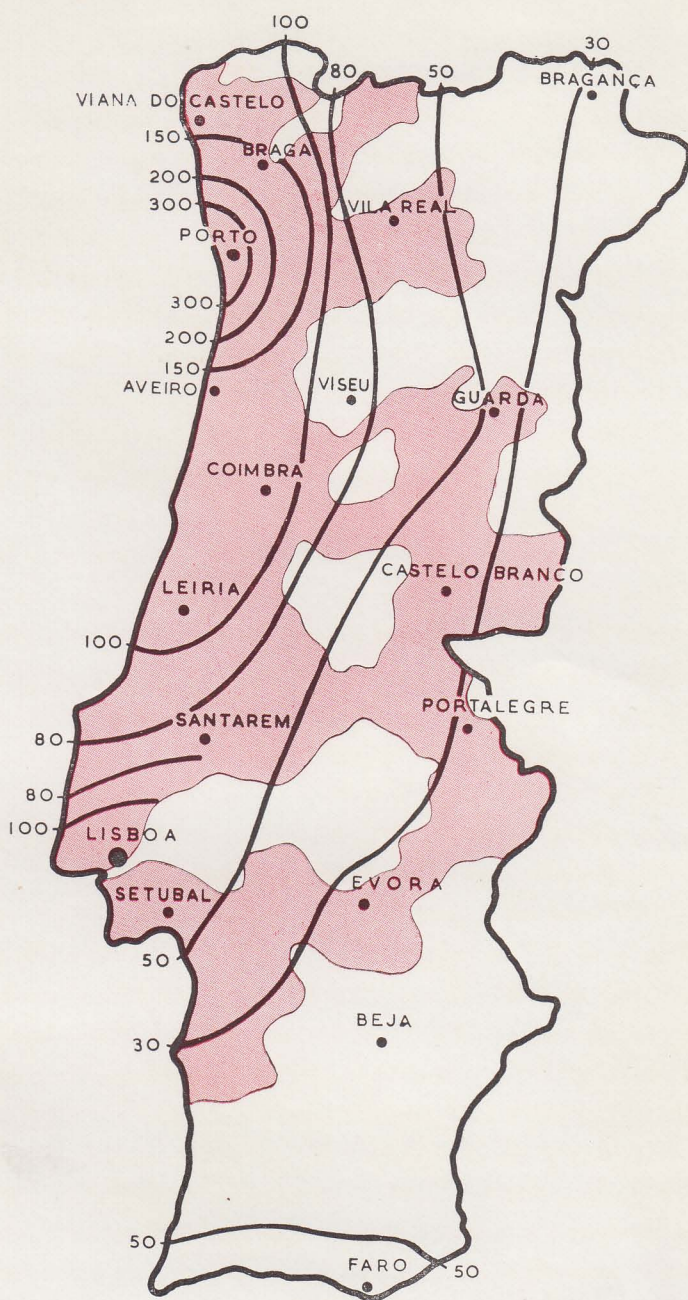 100
30
80
50
BRAGANÇA
VIANA DO CASTELO
150
BRAGA
200
300
VILA REAL
PORTO
300
200
150
AVEIRO
VISEU
GUARDA
COIMBRA
CASTELO BRANCO
LEIRIA
100
PORTALEGRE
SANTAREM
80
80
100
LISBOA
SETUBAL
EVORA
50
BEJA
30
50
FARO
50